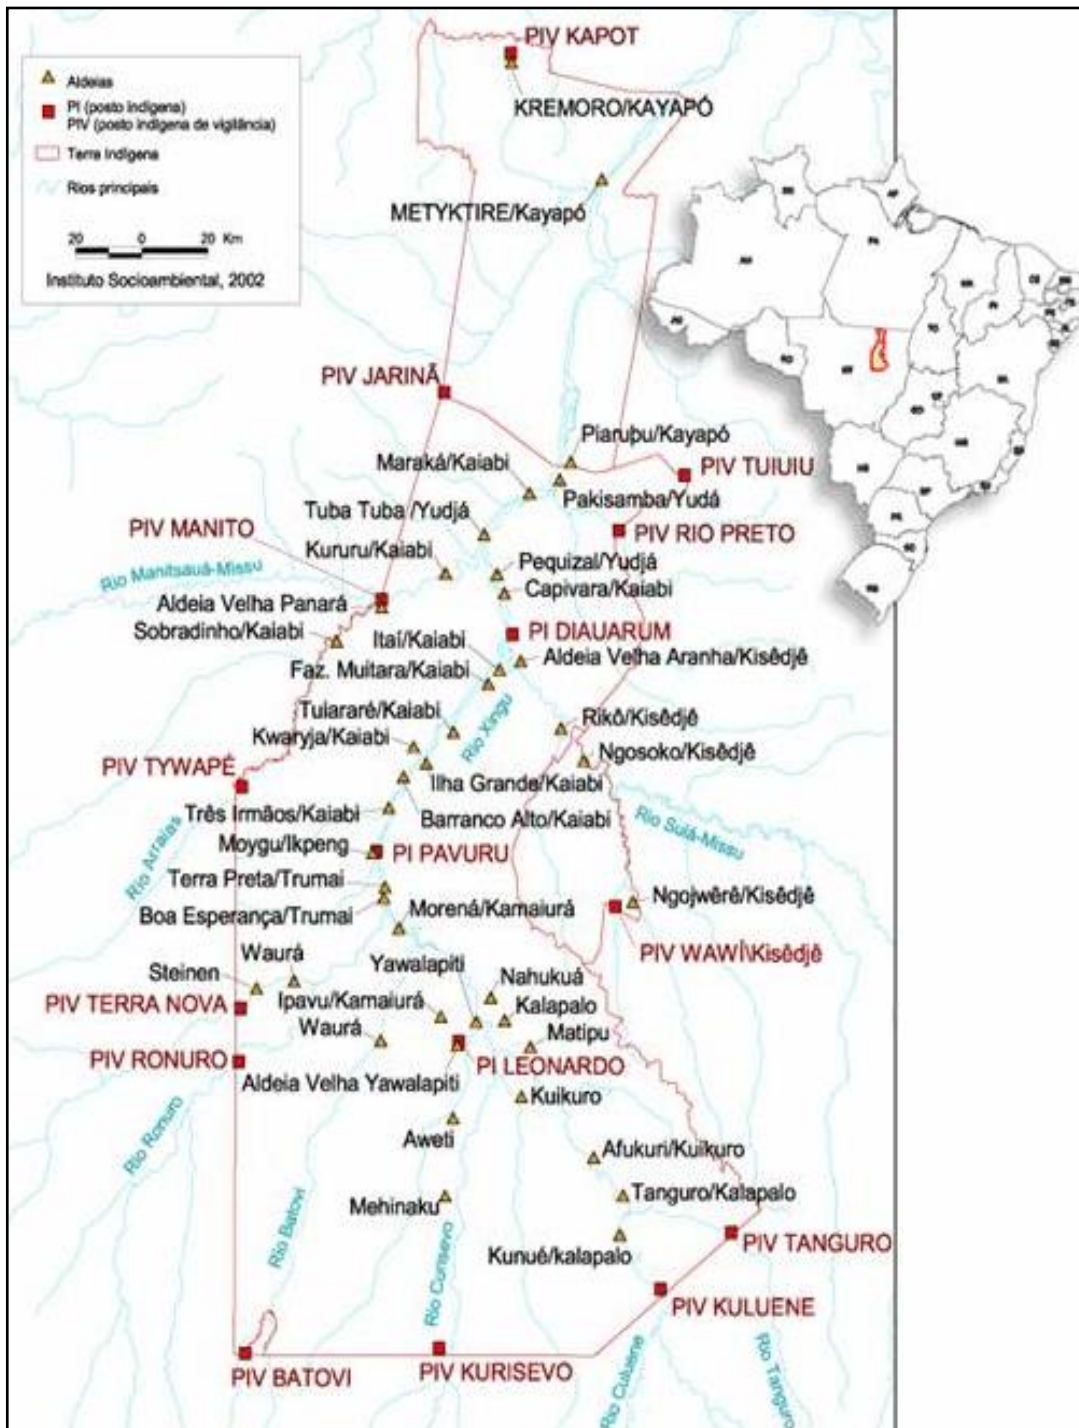 PIV KAPOT
Aldeias
PI (posto indígena)
PIV (posto indígena de vigilância)
Terra Indígena
Rios principais
20 0 20 Km
Instituto Socioambiental, 2002
KREMORO/KAYAPÓ
METYKTIRE/Kayapó
PIV JARINÃ
Piaruþu/Kayapó
Maraká/Kaiabi
PIV TUIUIU
Pakisamba/Yudá
Tuba Tuba /Yudjá
PIV MANITO
PIV RIO PRETO
Kururu/Kaiabi
Pequizal/Yudjá
Rio Manitsauá-Missu
Capivara/Kaiabi
Aldeia Velha Panará
Sobradinho/Kaiabi
Itaí/Kaiabi
PI DIAUARUM
Aldeia Velha Aranha/Kisêdjê
Faz. Muitara/Kaiabi
Tuiararé/Kaiabi
Rio Xingu
Rikô/Kisêdjê
Kwaryja/Kaiabi
Ngosoko/Kisêdjê
PIV TYWAPÉ
Ilha Grande/Kaiabi
Três Irmãos/Kaiabi
Barranco Alto/Kaiabi
Rio Suiá-Missu
Rio Arraias
Moygu/Ikpeng
PI PAVURU
Terra Preta/Trumai
Ngojwêrê/Kisêdjê
Boa Esperança/Trumai
Morená/Kamaiurá
PIV WAWÎ\Kisêdjê
Waurá
Yawalapiti
Steinen
Nahukuá
PIV TERRA NOVA
Ipavu/Kamaiurá
Kalapalo
Waurá
Matipu
PIV RONURO
PI LEONARDO
Aldeia Velha Yawalapiti
Kuikuro
Rio Ronuro
Aweti
Afukuri/Kuikuro
Mehinaku
Tanguro/Kalapalo
Rio Batovi
Rio Curisevo
Kunué/kalapalo
PIV TANGURO
PIV KULUENE
PIV BATOVI
PIV KURISEVO
Rio Culuene
Rio Tanguro